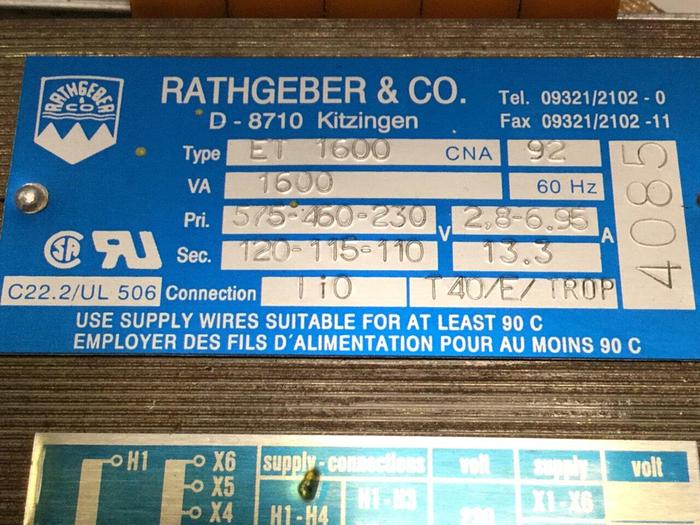 RATHGEBER & CO
RATHGEBER & CO.
D - 8710 Kitzingen
Tel. 09321/2102 - 0
Fax 09321/2102 -11
Type ET 1600 CNA 92
VA 1600 60 Hz
Pri. 575-460-230 V 2,8-6.95 A
Sec. 120-115-110 13.3
4085
C22.2/UL 506 Connection IiO T40/E/TROP
USE SUPPLY WIRES SUITABLE FOR AT LEAST 90 C
EMPLOYER DES FILS D'ALIMENTATION POUR AU MOINS 90 C
H1 X6 supply - connections volt supply volt
X5
X4 H1-H4 H1-H3 X1-X6